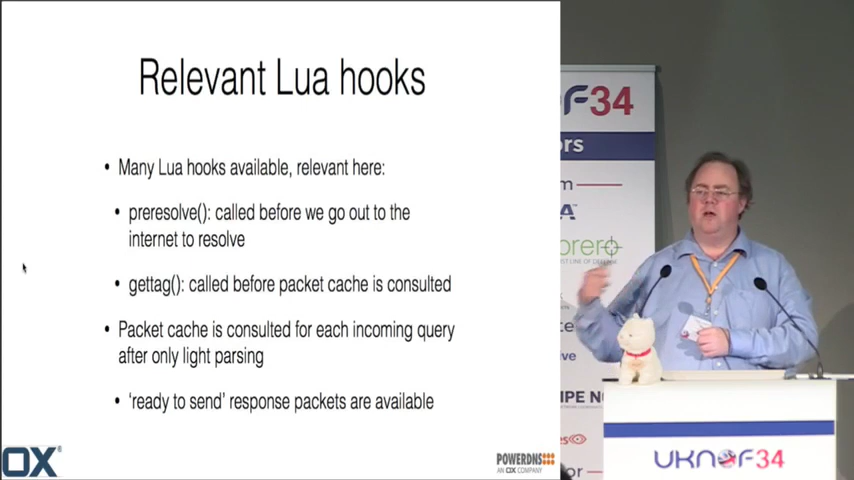 Relevant Lua hooks
• Many Lua hooks available, relevant here:
• preresolve(): called before we go out to the
internet to resolve
• gettag(): called before packet cache is consulted
• Packet cache is consulted for each incoming query
after only light parsing
• ‘ready to send’ response packets are available
OX
POWERDNS
AN OX COMPANY
F34
ors
UKNOF34